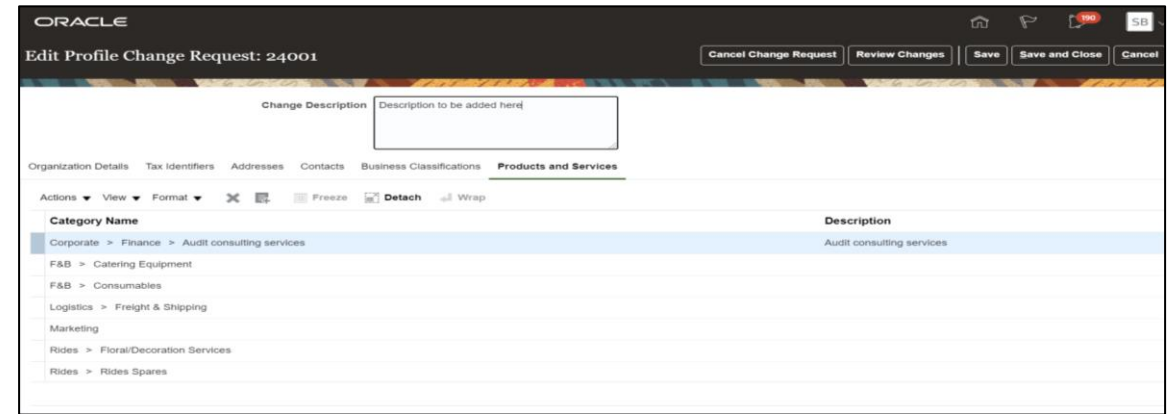 ORACLE
190
SB
Edit Profile Change Request: 24001
Cancel Change Request Review Changes Save Save and Close Cancel
Change Description Description to be added here
Organization Details Tax Identifiers Addresses Contacts Business Classifications Products and Services
Actions View Format Freeze Detach Wrap
Category Name Description
Corporate > Finance > Audit consulting services Audit consulting services
F&B > Catering Equipment
F&B > Consumables
Logistics > Freight & Shipping
Marketing
Rides > Floral/Decoration Services
Rides > Rides Spares